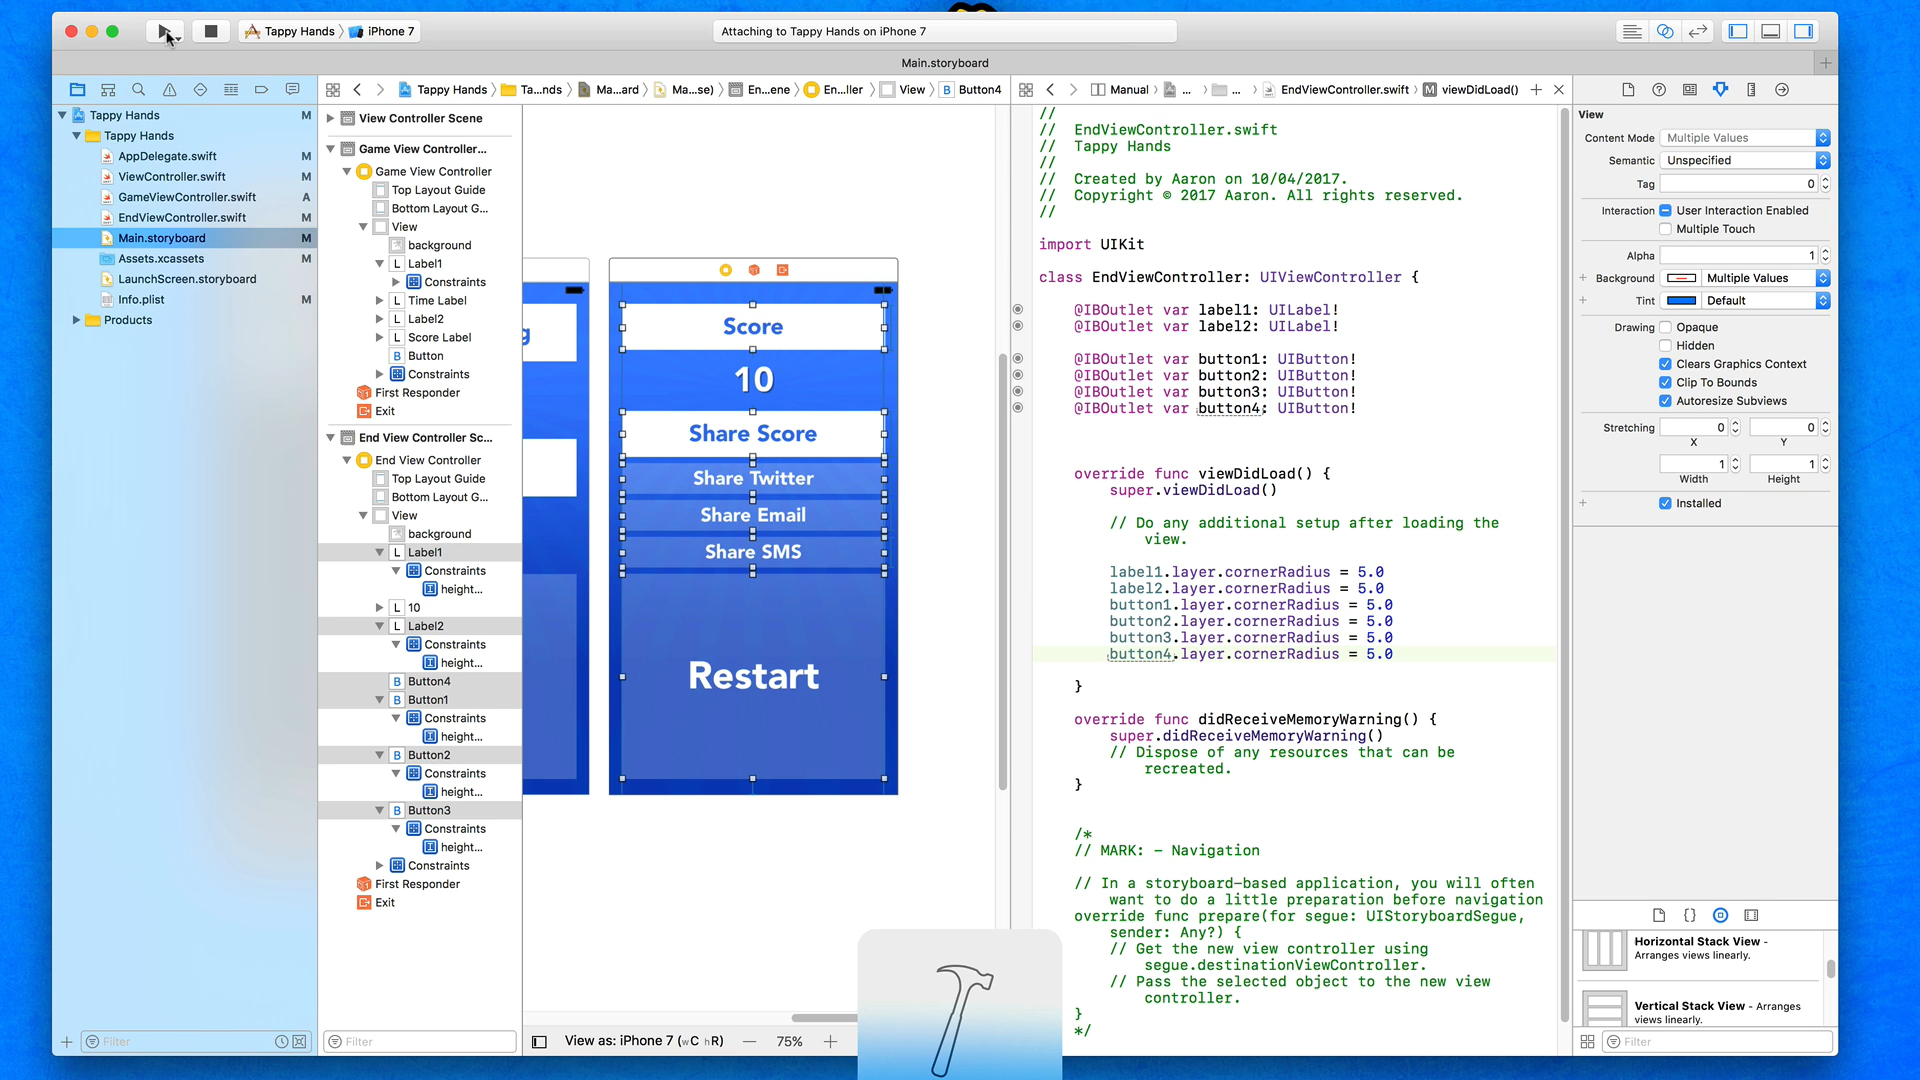 Tappy Hands
iPhone 7
Attaching to Tappy Hands on iPhone 7
Main.storyboard
Tappy Hands M
Tappy Hands
AppDelegate.swift M
ViewController.swift M
GameViewController.swift A
EndViewController.swift M
Main.storyboard M
Assets.xcassets M
LaunchScreen.storyboard
Info.plist M
Products
Filter
Tappy Hands
Ta...nds
Ma...ard
Ma...se)
En...ene
En...ller
View
B Button4
View Controller Scene
Game View Controller...
Game View Controller
Top Layout Guide
Bottom Layout G...
View
background
L Label1
Constraints
L Time Label
L Label2
L Score Label
B Button
Constraints
First Responder
Exit
End View Controller Sc...
End View Controller
Top Layout Guide
Bottom Layout G...
View
background
L Label1
Constraints
height...
L 10
L Label2
Constraints
height...
B Button4
B Button1
Constraints
height...
B Button2
Constraints
height...
B Button3
Constraints
height...
Constraints
First Responder
Exit
Filter
g
Score
10
Share Score
Share Twitter
Share Email
Share SMS
Restart
View as: iPhone 7 (wC hR)
75%
Manual
...
...
EndViewController.swift
M viewDidLoad()
//
// EndViewController.swift
// Tappy Hands
//
// Created by Aaron on 10/04/2017.
// Copyright © 2017 Aaron. All rights reserved.
//
import UIKit
class EndViewController: UIViewController {
@IBOutlet var label1: UILabel!
@IBOutlet var label2: UILabel!
@IBOutlet var button1: UIButton!
@IBOutlet var button2: UIButton!
@IBOutlet var button3: UIButton!
@IBOutlet var button4: UIButton!
override func viewDidLoad() {
super.viewDidLoad()
// Do any additional setup after loading the
view.
label1.layer.cornerRadius = 5.0
label2.layer.cornerRadius = 5.0
button1.layer.cornerRadius = 5.0
button2.layer.cornerRadius = 5.0
button3.layer.cornerRadius = 5.0
button4.layer.cornerRadius = 5.0
}
override func didReceiveMemoryWarning() {
super.didReceiveMemoryWarning()
// Dispose of any resources that can be
recreated.
}
/*
// MARK: - Navigation
// In a storyboard-based application, you will often
want to do a little preparation before navigation
override func prepare(for segue: UIStoryboardSegue,
sender: Any?) {
// Get the new view controller using
segue.destinationViewController.
// Pass the selected object to the new view
controller.
}
*/
View
Content Mode Multiple Values
Semantic Unspecified
Tag 0
Interaction User Interaction Enabled
Multiple Touch
Alpha 1
Background Multiple Values
Tint Default
Drawing Opaque
Hidden
Clears Graphics Context
Clip To Bounds
Autoresize Subviews
Stretching 0 0
X Y
1 1
Width Height
Installed
Horizontal Stack View -
Arranges views linearly.
Vertical Stack View - Arranges
views linearly.
Filter